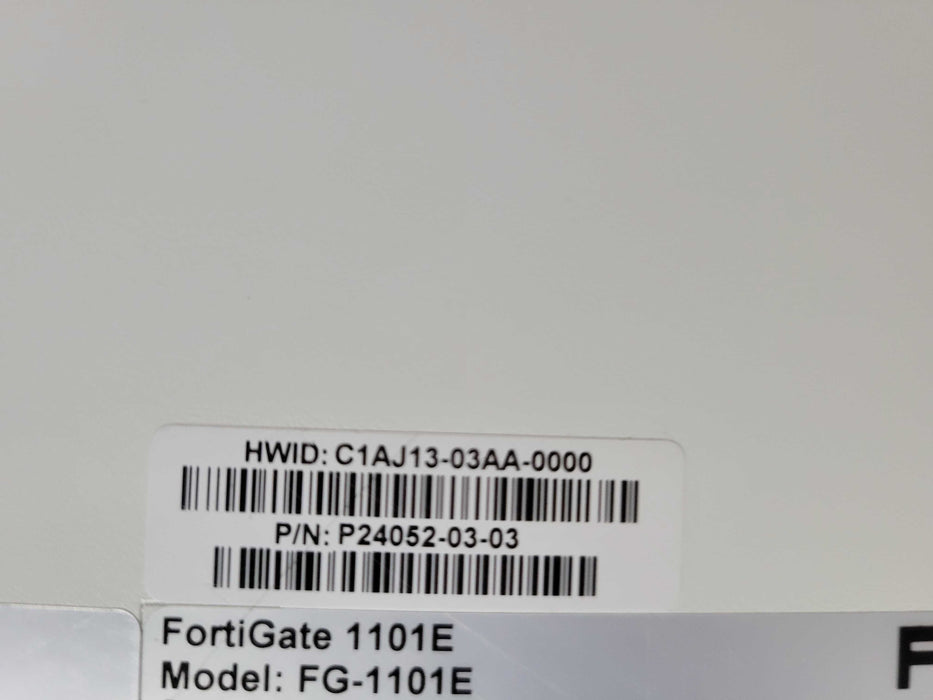 HWID: C1AJ13-03AA-0000
P/N: P24052-03-03
FortiGate 1101E
Model: FG-1101E
F